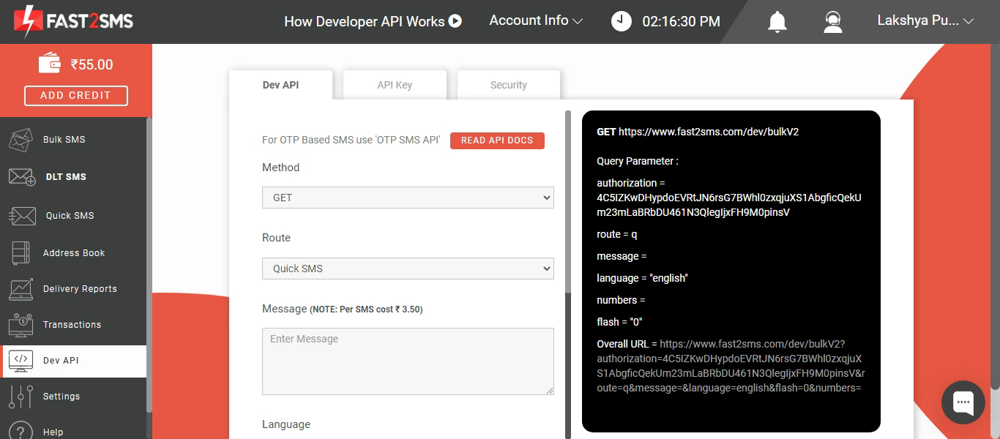 FAST2SMS
How Developer API Works
Account Info
02:16:30 PM
Lakshya Pu...
₹55.00
ADD CREDIT
Bulk SMS
DLT SMS
Quick SMS
Address Book
Delivery Reports
Transactions
Dev API
Settings
Help
Dev API
API Key
Security
For OTP Based SMS use 'OTP SMS API'
READ API DOCS
Method
GET
Route
Quick SMS
Message (NOTE: Per SMS cost ₹ 3.50)
Enter Message
Language
GET https://www.fast2sms.com/dev/bulkV2
Query Parameter :
authorization =
4C5IZKwDHypdoEVRtJN6rsG7BWhl0zxqjuXS1AbgficQekU
m23mLaBRbDU461N3QlegIjxFH9M0pinsV
route = q
message =
language = "english"
numbers =
flash = "0"
Overall URL = https://www.fast2sms.com/dev/bulkV2?
authorization=4C5IZKwDHypdoEVRtJN6rsG7BWhl0zxqjuX
S1AbgficQekUm23mLaBRbDU461N3QlegIjxFH9M0pinsV&r
oute=q&message=&language=english&flash=0&numbers=